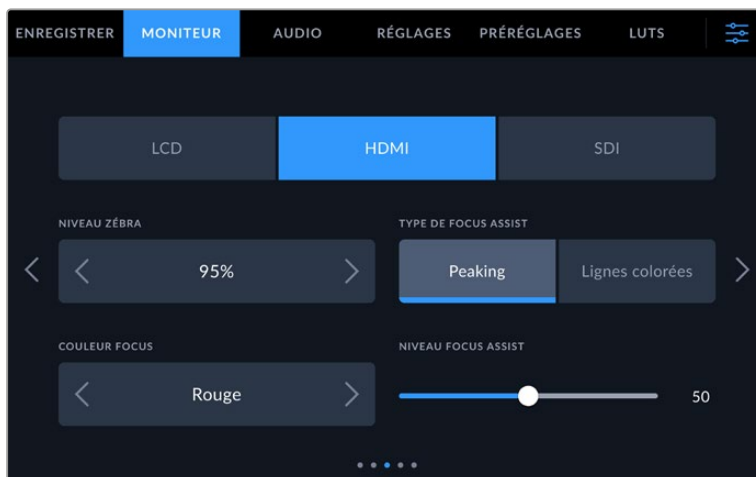 ENREGISTRER MONITEUR AUDIO RÉGLAGES PRÉRÉGLAGES LUTS
LCD HDMI SDI
NIVEAU ZÉBRA TYPE DE FOCUS ASSIST
95% Peaking Lignes colorées
COULEUR FOCUS NIVEAU FOCUS ASSIST
Rouge 50